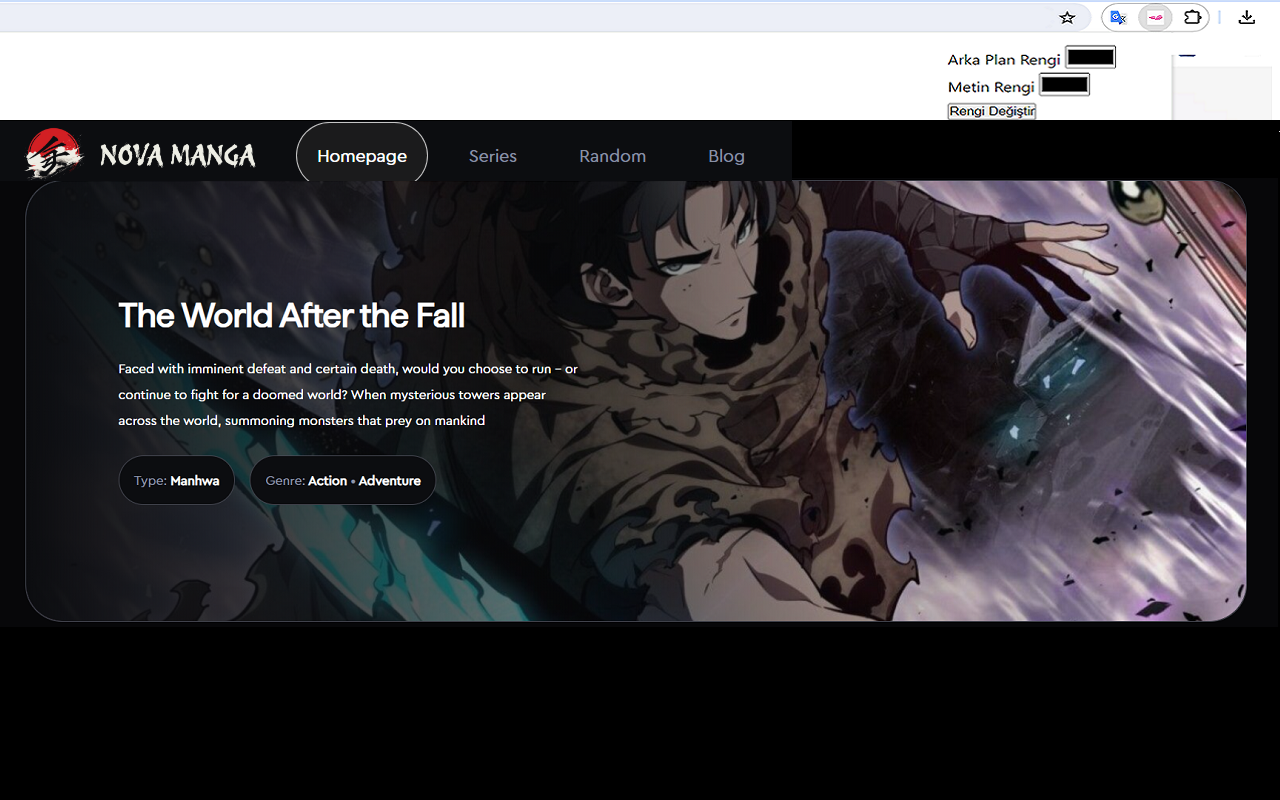 Arka Plan Rengi
Metin Rengi
Rengi Değiştir
NOVA MANGA
Homepage
Series
Random
Blog
The World After the Fall
Faced with imminent defeat and certain death, would you choose to run – or
continue to fight for a doomed world? When mysterious towers appear
across the world, summoning monsters that prey on mankind
Type: Manhwa
Genre: Action • Adventure